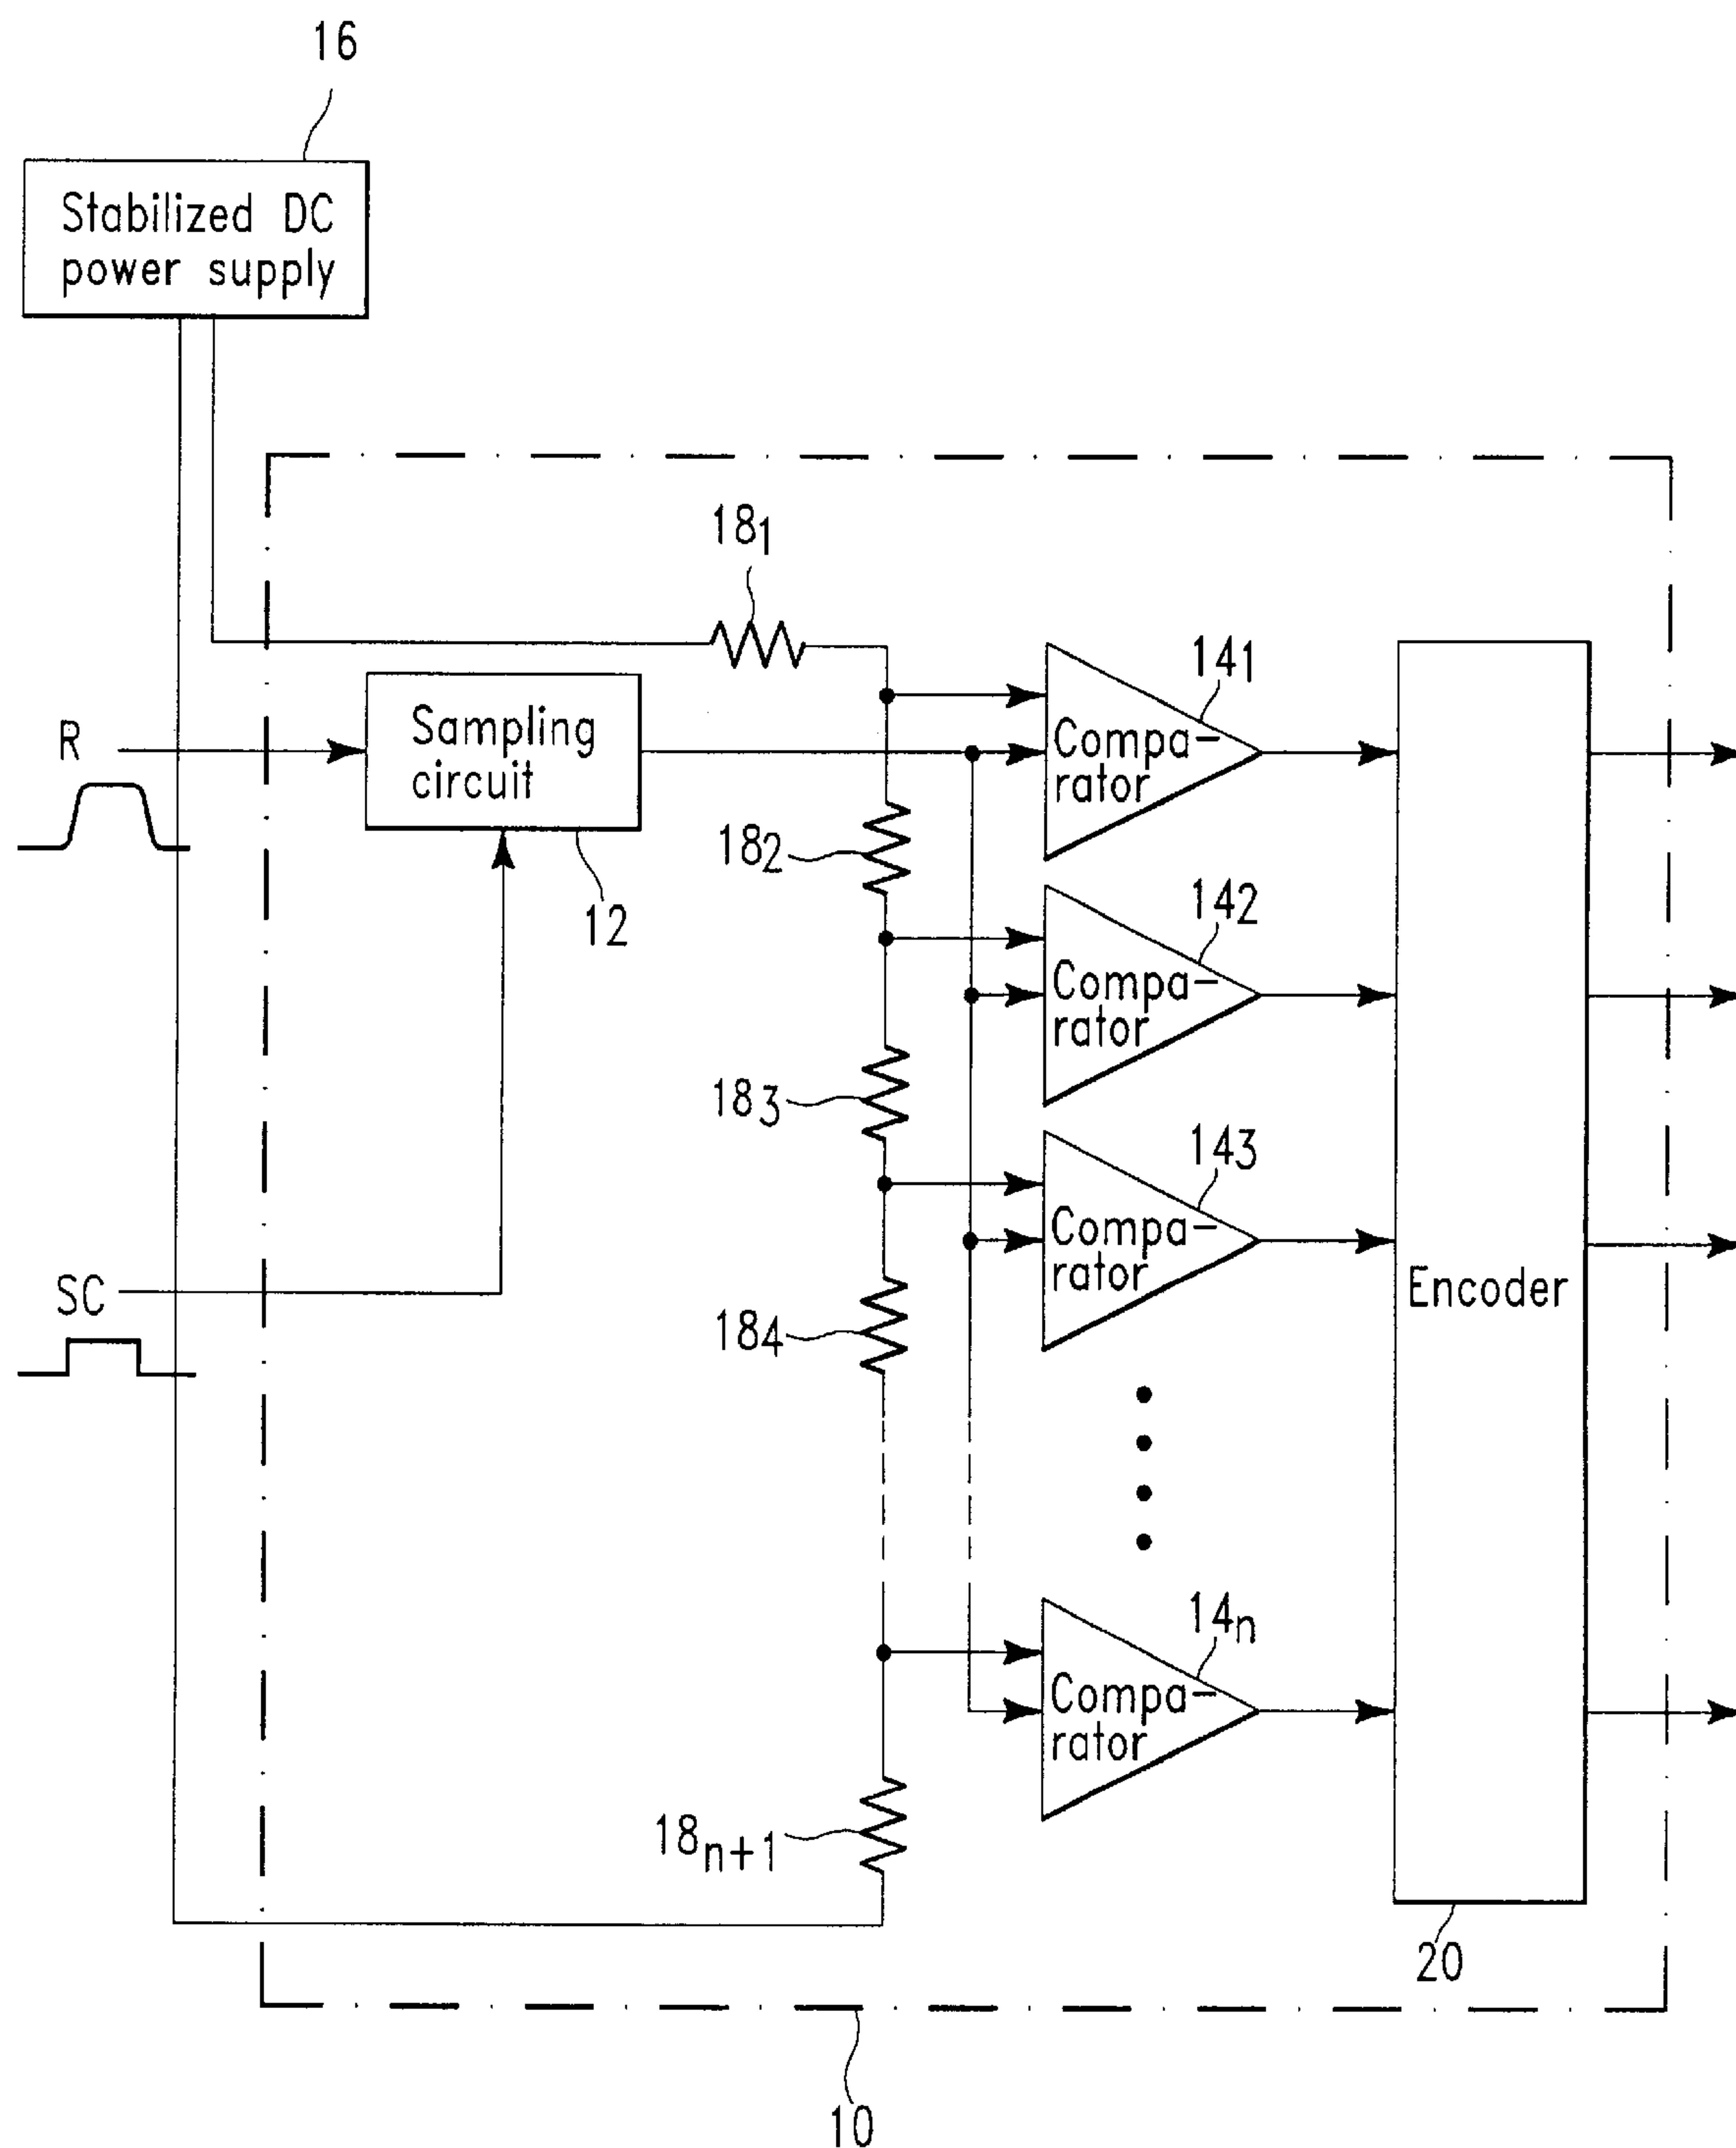 16
Stabilized DC
power supply
181
R
Sampling
circuit
12
141
Compa-
rator
182
142
Compa-
rator
183
143
Compa-
rator
SC
184
Encoder
14n
Compa-
rator
18n+1
20
10